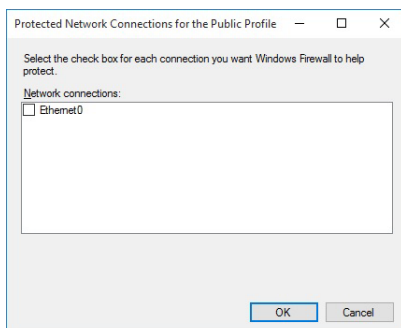 Protected Network Connections for the Public Profile
Select the check box for each connection you want Windows Firewall to help
protect.
Network connections:
Ethernet0
OK
Cancel